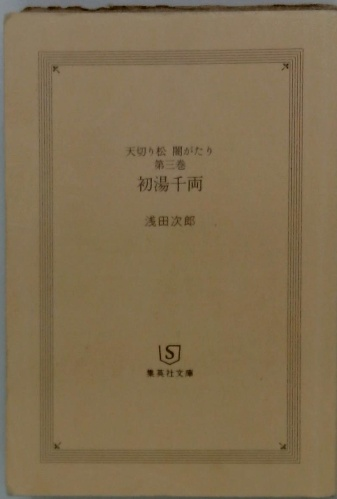 天切り松 闇がたり
第三巻
初湯千両
浅田次郎
S
集英社文庫